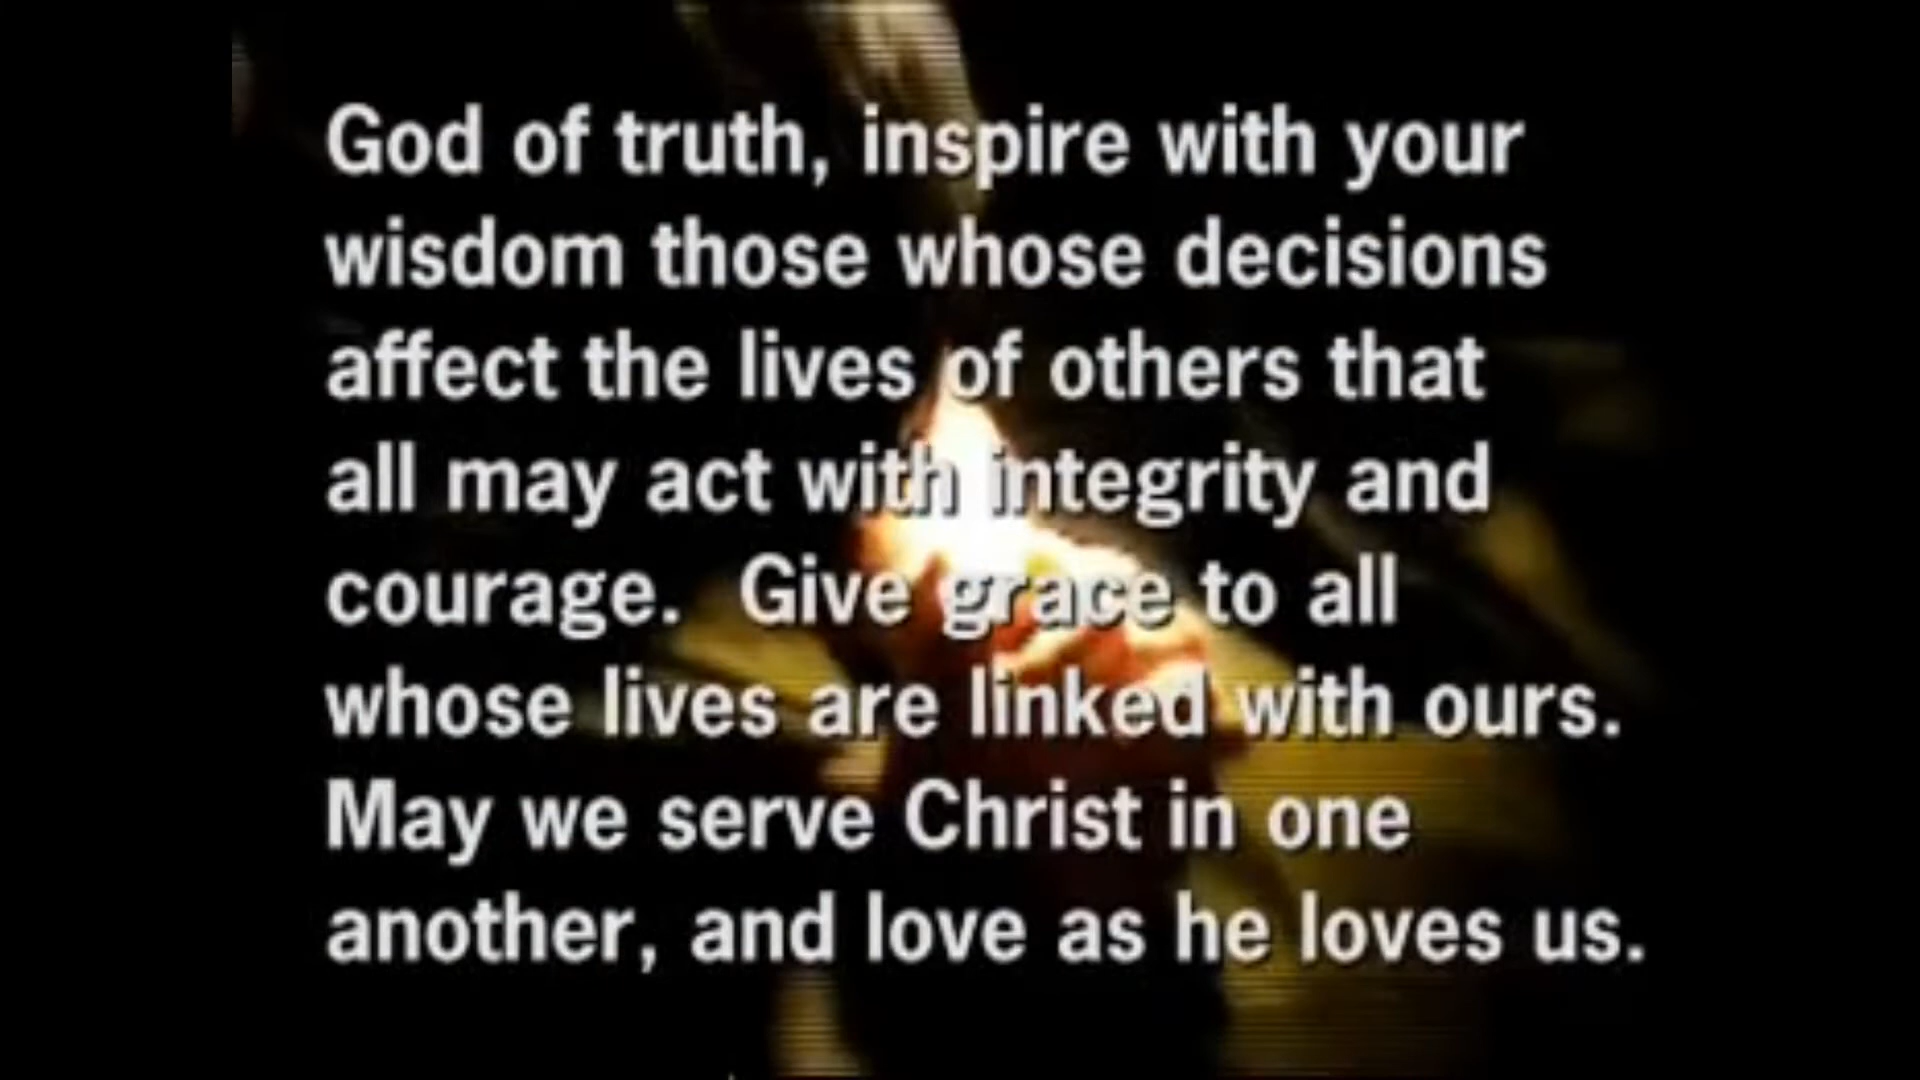 God of truth, inspire with your
wisdom those whose decisions
affect the lives of others that
all may act with integrity and
courage.  Give grace to all
whose lives are linked with ours.
May we serve Christ in one
another, and love as he loves us.